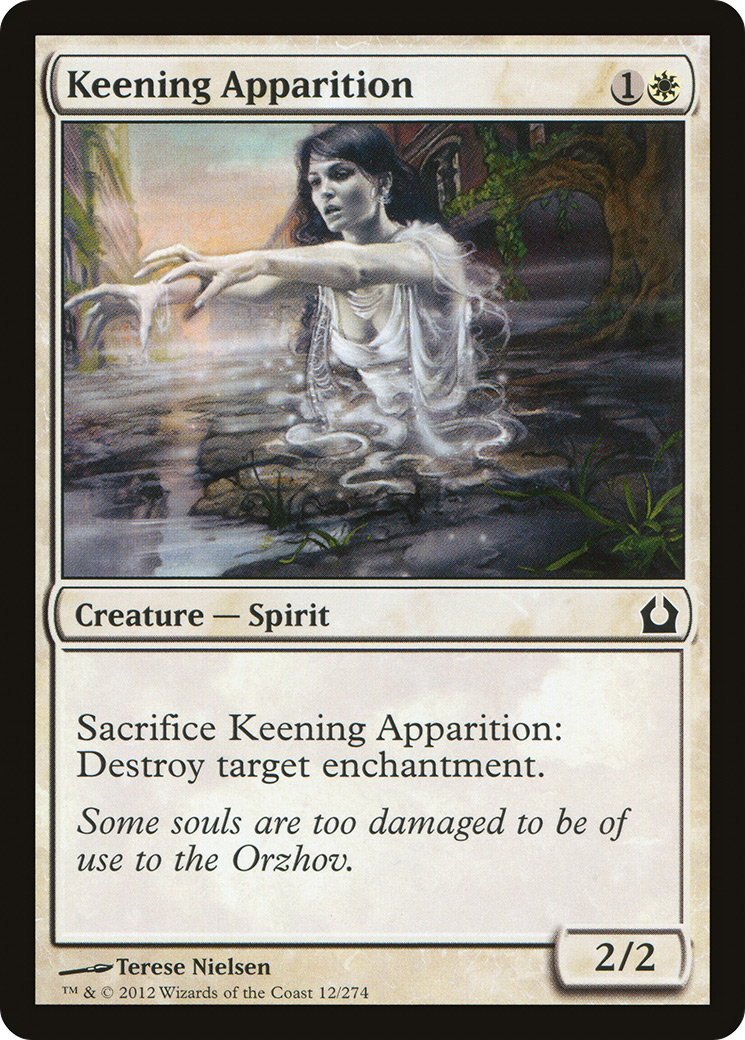 Keening Apparition 1
Creature — Spirit
Sacrifice Keening Apparition:
Destroy target enchantment.
Some souls are too damaged to be of
use to the Orzhov.
2/2
Terese Nielsen
™ & © 2012 Wizards of the Coast 12/274